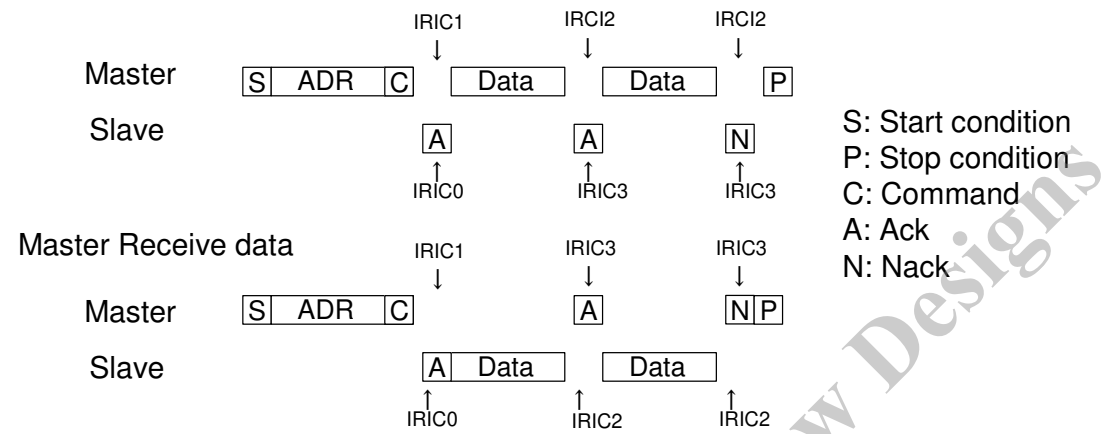 IRIC1 IRCI2 IRCI2
Master S ADR C Data Data P
Slave A A N
IRIC0 IRIC3 IRIC3
S: Start condition
P: Stop condition
C: Command
A: Ack
N: Nack
Master Receive data
IRIC1 IRIC3 IRIC3
Master S ADR C A N P
Slave A Data Data
IRIC0 IRIC2 IRIC2
w Designs